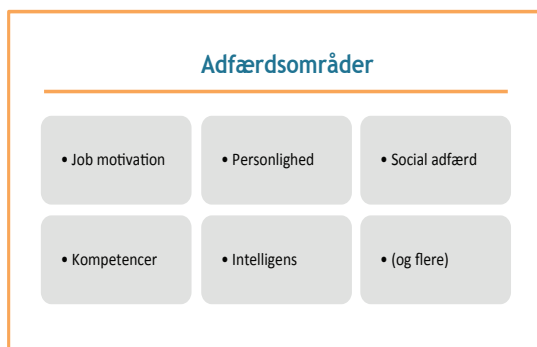 Adfærdsområder
• Job motivation
• Personlighed
• Social adfærd
• Kompetencer
• Intelligens
• (og flere)